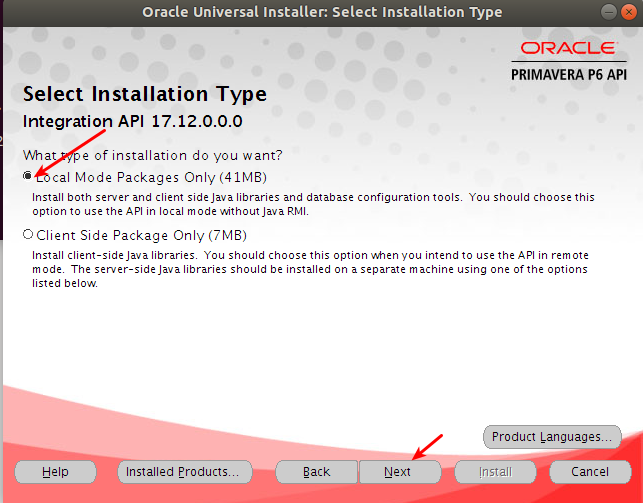 Oracle Universal Installer: Select Installation Type
ORACLE
PRIMAVERA P6 API
Select Installation Type
Integration API 17.12.0.0.0
What type of installation do you want?
Local Mode Packages Only (41MB)
Install both server and client side Java libraries and database configuration tools. You should choose this
option to use the API in local mode without Java RMI.
Client Side Package Only (7MB)
Install client-side Java libraries. You should choose this option when you intend to use the API in remote
mode. The server-side Java libraries should be installed on a separate machine using one of the options
listed below.
Product Languages...
Help Installed Products... Back Next Install Cancel